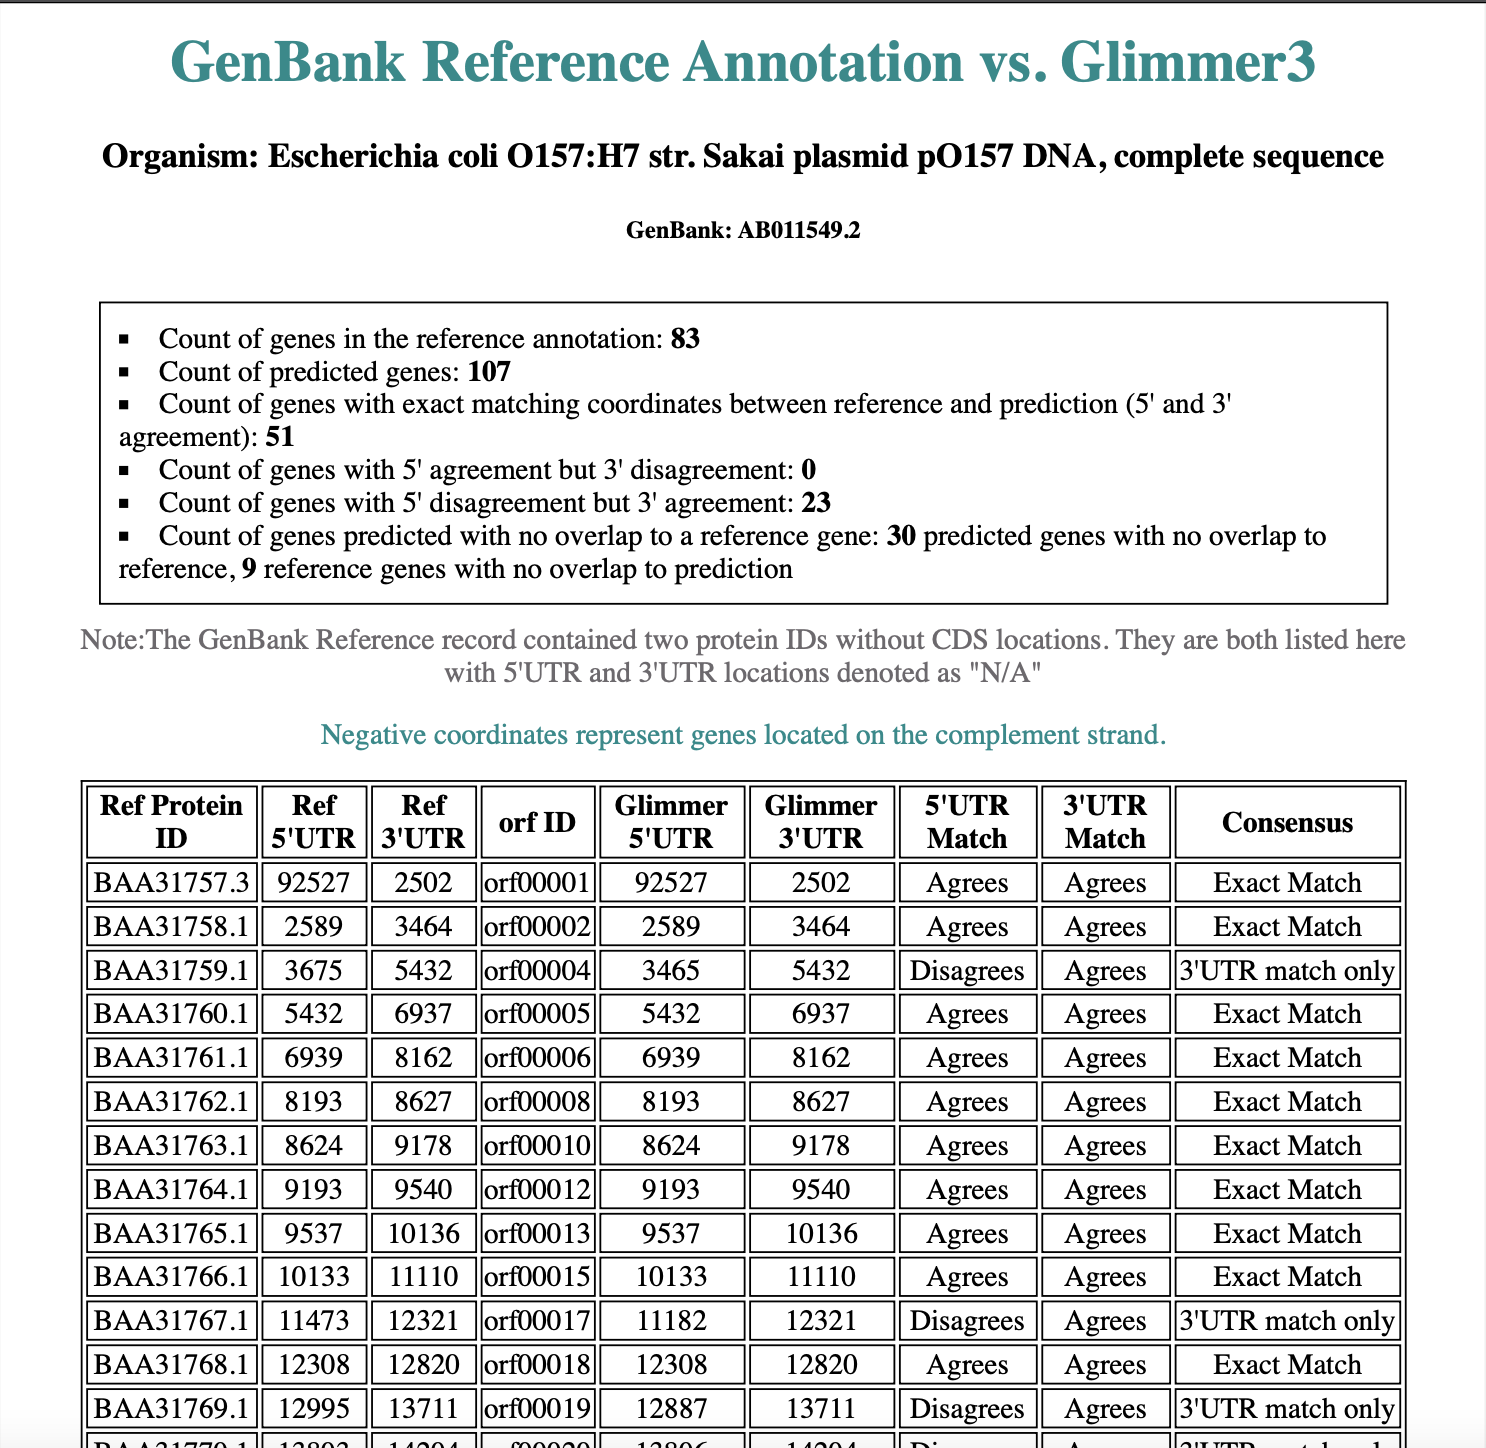 GenBank Reference Annotation vs. Glimmer3
Organism: Escherichia coli O157:H7 str. Sakai plasmid pO157 DNA, complete sequence
GenBank: AB011549.2
▪ Count of genes in the reference annotation: 83
▪ Count of predicted genes: 107
▪ Count of genes with exact matching coordinates between reference and prediction (5' and 3'
agreement): 51
▪ Count of genes with 5' agreement but 3' disagreement: 0
▪ Count of genes with 5' disagreement but 3' agreement: 23
▪ Count of genes predicted with no overlap to a reference gene: 30 predicted genes with no overlap to
reference, 9 reference genes with no overlap to prediction
Note:The GenBank Reference record contained two protein IDs without CDS locations. They are both listed here
with 5'UTR and 3'UTR locations denoted as "N/A"
Negative coordinates represent genes located on the complement strand.
Ref Protein ID Ref 5'UTR Ref 3'UTR orf ID Glimmer 5'UTR Glimmer 3'UTR 5'UTR Match 3'UTR Match Consensus
BAA31757.3 92527 2502 orf00001 92527 2502 Agrees Agrees Exact Match
BAA31758.1 2589 3464 orf00002 2589 3464 Agrees Agrees Exact Match
BAA31759.1 3675 5432 orf00004 3465 5432 Disagrees Agrees 3'UTR match only
BAA31760.1 5432 6937 orf00005 5432 6937 Agrees Agrees Exact Match
BAA31761.1 6939 8162 orf00006 6939 8162 Agrees Agrees Exact Match
BAA31762.1 8193 8627 orf00008 8193 8627 Agrees Agrees Exact Match
BAA31763.1 8624 9178 orf00010 8624 9178 Agrees Agrees Exact Match
BAA31764.1 9193 9540 orf00012 9193 9540 Agrees Agrees Exact Match
BAA31765.1 9537 10136 orf00013 9537 10136 Agrees Agrees Exact Match
BAA31766.1 10133 11110 orf00015 10133 11110 Agrees Agrees Exact Match
BAA31767.1 11473 12321 orf00017 11182 12321 Disagrees Agrees 3'UTR match only
BAA31768.1 12308 12820 orf00018 12308 12820 Agrees Agrees Exact Match
BAA31769.1 12995 13711 orf00019 12887 13711 Disagrees Agrees 3'UTR match only